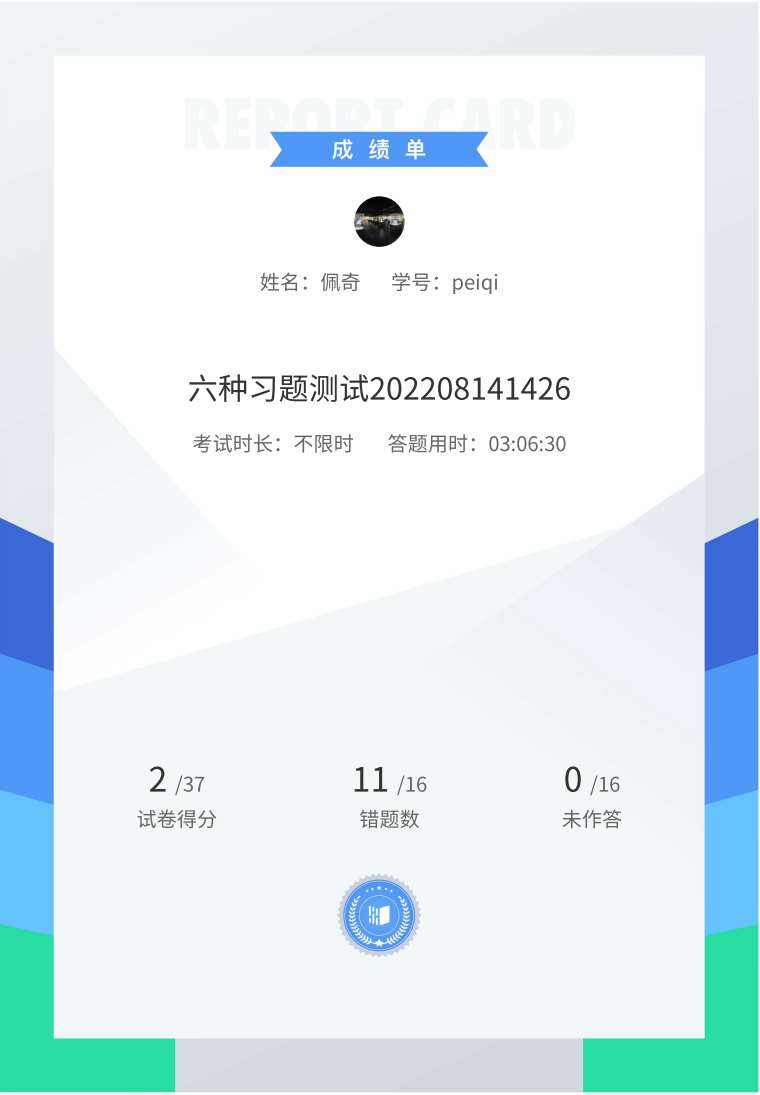 REPORT CARD
成绩单
姓名：佩奇 学号：peiqi
六种习题测试202208141426
考试时长：不限时 答题用时：03:06:30
2 /37 11 /16 0 /16
试卷得分 错题数 未作答